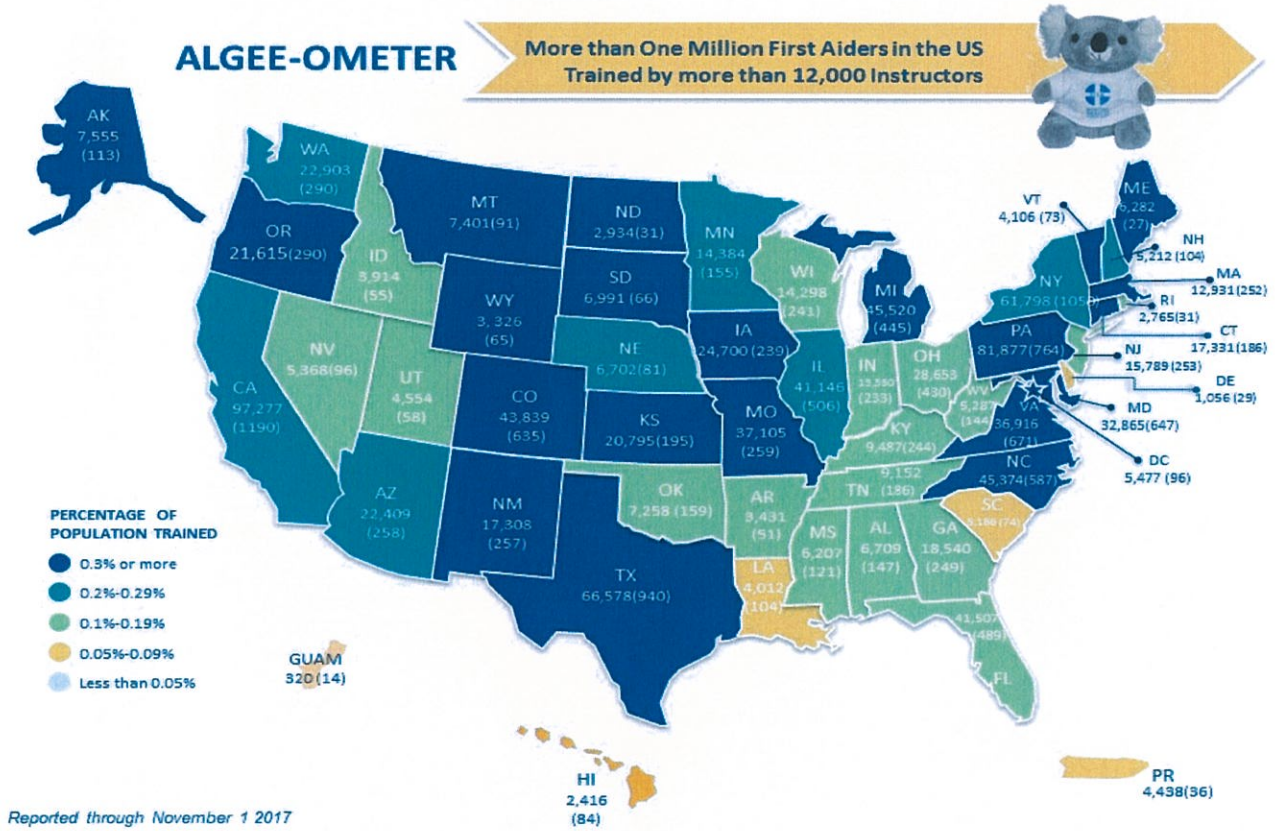 ALGEE-OMETER
More than One Million First Aiders in the US
Trained by more than 12,000 Instructors
AK
7,555
(113)
WA
22,903
(290)
OR
21,615(290)
ID
3,914
(55)
MT
7,401(91)
ND
2,934(31)
MN
14,384
(155)
SD
6,991 (66)
WY
3, 326
(65)
WI
14,298
(241)
MI
45,520
(445)
VT
4,106 (73)
ME
6,282
(27)
NH
5,212 (104)
NY
61,798 (1050)
MA
12,931(252)
RI
2,765(31)
CT
17,331(186)
PA
81,877(764)
NJ
15,789 (253)
DE
1,056 (29)
MD
32,865(647)
DC
5,477 (96)
NV
5,368(96)
UT
4,554
(58)
CA
97,277
(1190)
CO
43,839
(635)
NE
6,702(81)
IA
24,700 (239)
IL
41,146
(506)
IN
(233)
OH
28,653
(430)
WV
5,287
(144)
VA
36,916
(671)
KS
20,795(195)
MO
37,105
(259)
KY
9,487(244)
NC
45,374(587)
TN
9,152
(186)
AZ
22,409
(258)
NM
17,308
(257)
OK
7,258 (159)
AR
3,431
(51)
SC
(74)
MS
6,207
(121)
AL
6,709
(147)
GA
18,540
(249)
TX
66,578(940)
LA
4,012
(104)
41,507
(489)
FL
PERCENTAGE OF
POPULATION TRAINED
0.3% or more
0.2%-0.29%
0.1%-0.19%
0.05%-0.09%
Less than 0.05%
GUAM
320 (14)
HI
2,416
(84)
PR
4,438(36)
Reported through November 1 2017